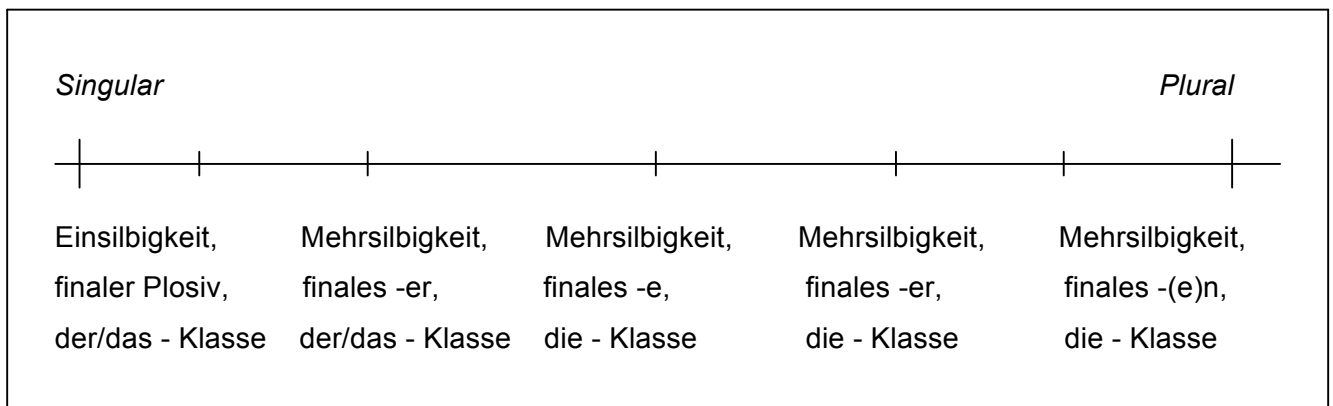 Singular Plural
Einsilbigkeit, Mehrsilbigkeit, Mehrsilbigkeit, Mehrsilbigkeit, Mehrsilbigkeit,
finaler Plosiv, finales -er, finales -e, finales -er, finales -(e)n,
der/das - Klasse der/das - Klasse die - Klasse die - Klasse die - Klasse